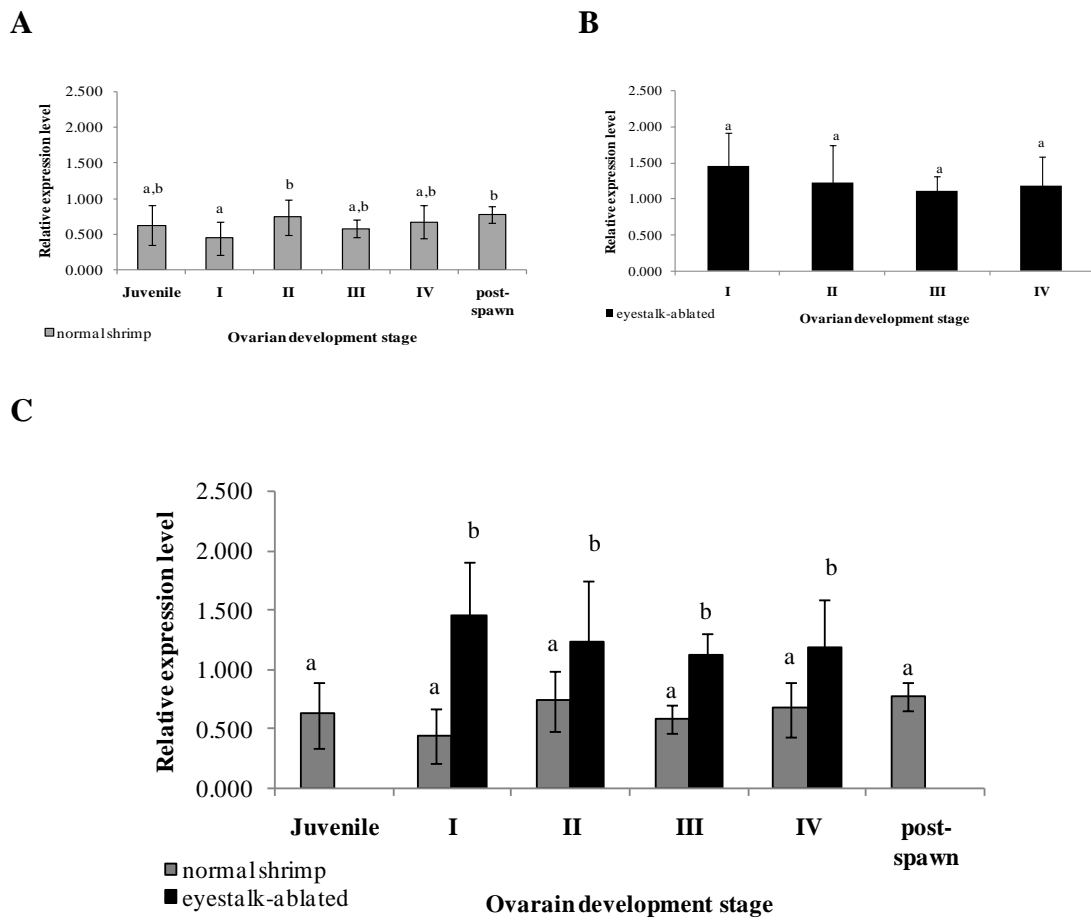 A
B
2.500
2.000
1.500
1.000
0.500
0.000
Relative expression level
a,b
a
b
a,b
a,b
b
Juvenile I II III IV post-
spawn
normal shrimp
Ovarian development stage
2.500
2.000
1.500
1.000
0.500
0.000
Relative expression level
a
a
a
a
I II III IV
eyestalk-ablated
Ovarian development stage
C
2.500
2.000
1.500
1.000
0.500
0.000
Relative expression level
a
a
b
a
b
a
b
a
b
a
Juvenile I II III IV post-
spawn
normal shrimp
eyestalk-ablated
Ovarain development stage